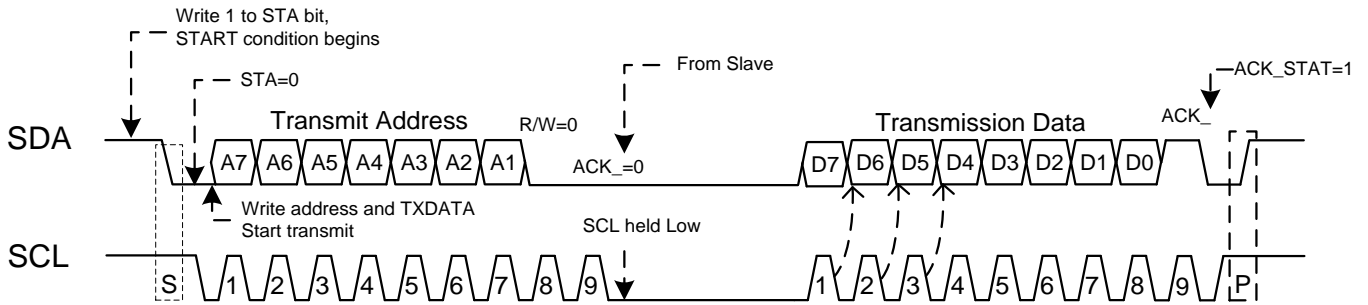 Write 1 to STA bit,
START condition begins
STA=0
From Slave
ACK_STAT=1
Transmit Address
R/W=0
Transmission Data
ACK_
SDA
A7 A6 A5 A4 A3 A2 A1
ACK_=0
D7 D6 D5 D4 D3 D2 D1 D0
Write address and TXDATA
Start transmit
SCL held Low
SCL
S 1 2 3 4 5 6 7 8 9 1 2 3 4 5 6 7 8 9 P